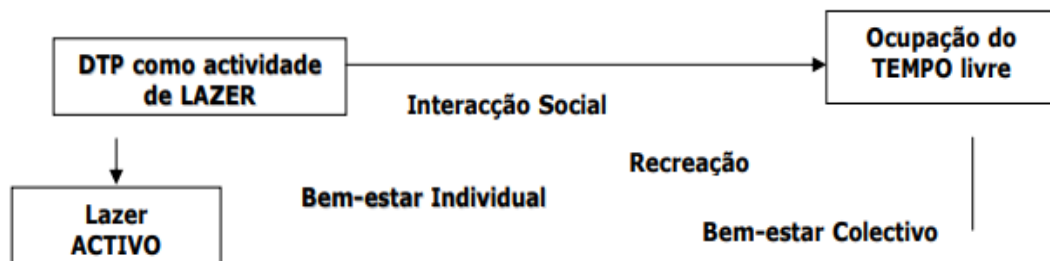 DTP como actividade
de LAZER
Ocupação do
TEMPO livre
Interacção Social
Recreação
Bem-estar Individual
Lazer
ACTIVO
Bem-estar Colectivo